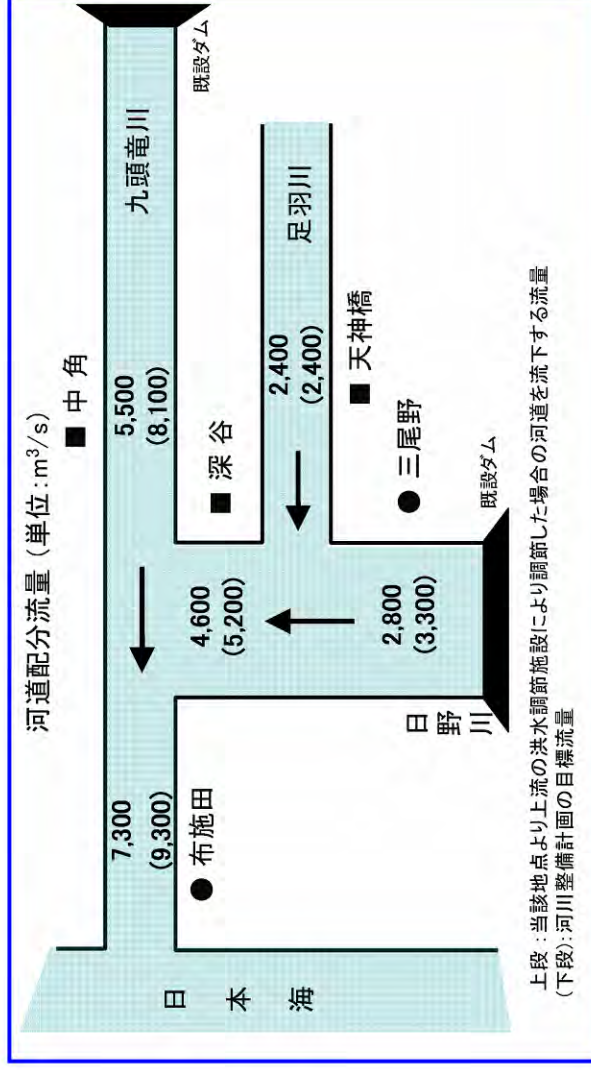 河道配分流量 (単位:m³/s)
■中角
九頭竜川
既設ダム
5,500
(8,100)
7,300
(9,300)
■深谷
●布施田
足羽川
2,400
(2,400)
■天神橋
4,600
(5,200)
●三尾野
2,800
(3,300)
日野川
既設ダム
日本海
上段:当該地点より上流の洪水調節施設により調節した場合の河道を流下する流量
(下段):河川整備計画の目標流量